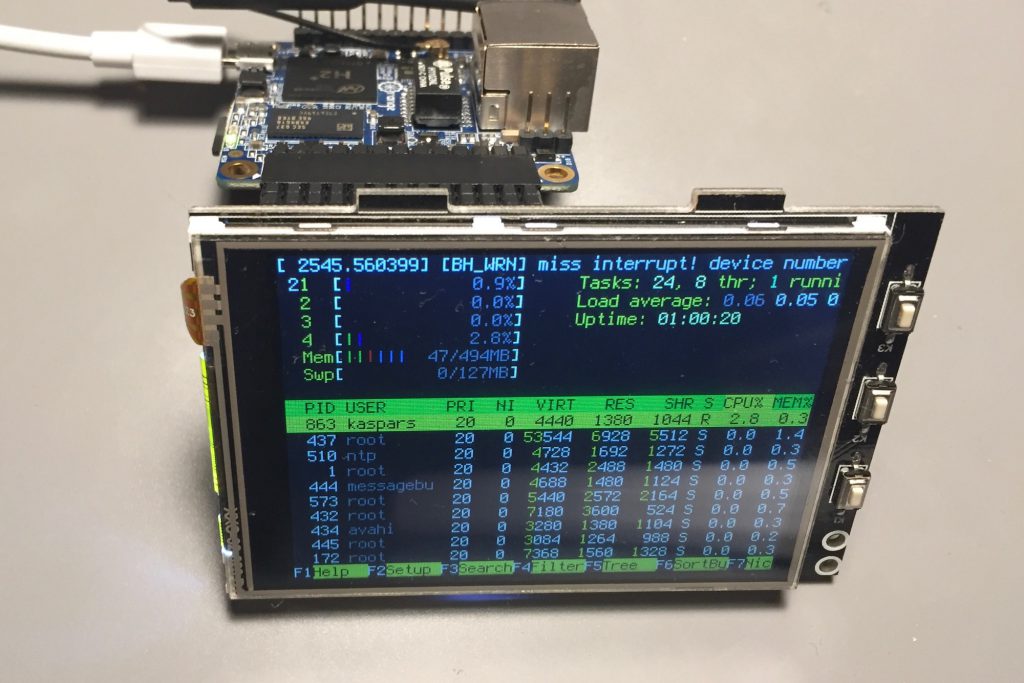 H2+
[ 2545.560399] [BH_WRN] miss interrupt! device number
21 [ 0.9%] Tasks: 24, 8 thr; 1 runni
2 [ 0.0%] Load average: 0.06 0.05 0
3 [ 0.0%] Uptime: 01:00:20
4 [ 2.8%]
Mem[ 47/494MB]
Swp[ 0/127MB]
PID USER PRI NI VIRT RES SHR S CPU% MEM%
863 kaspars 20 0 4440 1380 1044 R 2.8 0.3
437 root 20 0 53544 6928 5512 S 0.0 1.4
510 ntp 20 0 4728 1692 1272 S 0.0 0.3
1 root 20 0 4432 2488 1480 S 0.0 0.5
444 messagebu 20 0 4688 1480 1124 S 0.0 0.3
573 root 20 0 5440 2572 2164 S 0.0 0.5
432 root 20 0 7180 3600 524 S 0.0 0.7
434 avahi 20 0 3280 1380 1104 S 0.0 0.3
445 root 20 0 3084 1264 988 S 0.0 0.2
172 root 20 0 7368 1560 1328 S 0.0 0.3
F1Help F2Setup F3Search F4Filter F5Tree F6SortBy F7Nic
K3
K2